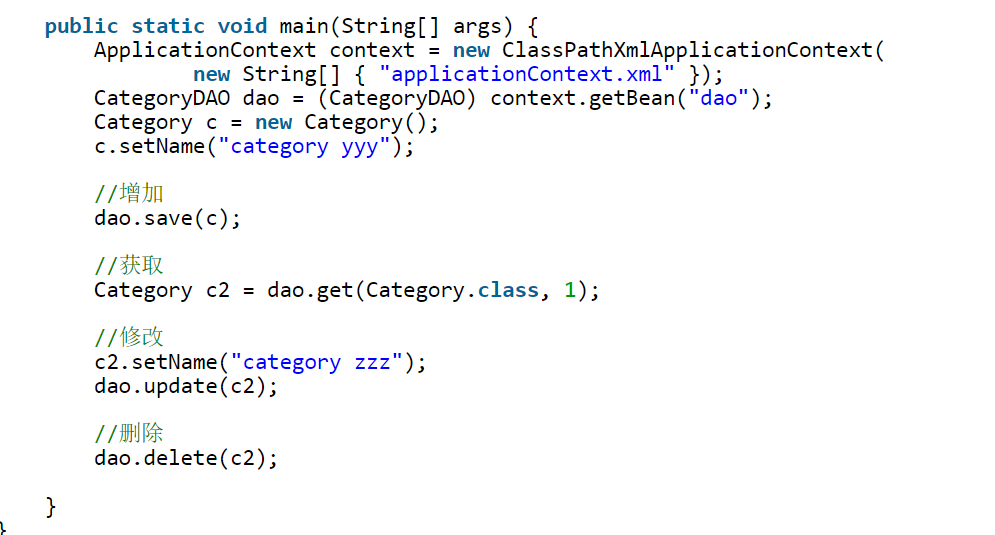 public static void main(String[] args) {
ApplicationContext context = new ClassPathXmlApplicationContext(
new String[] { "applicationContext.xml" });
CategoryDAO dao = (CategoryDAO) context.getBean("dao");
Category c = new Category();
c.setName("category yyy");
//增加
dao.save(c);
//获取
Category c2 = dao.get(Category.class, 1);
//修改
c2.setName("category zzz");
dao.update(c2);
//删除
dao.delete(c2);
}
}